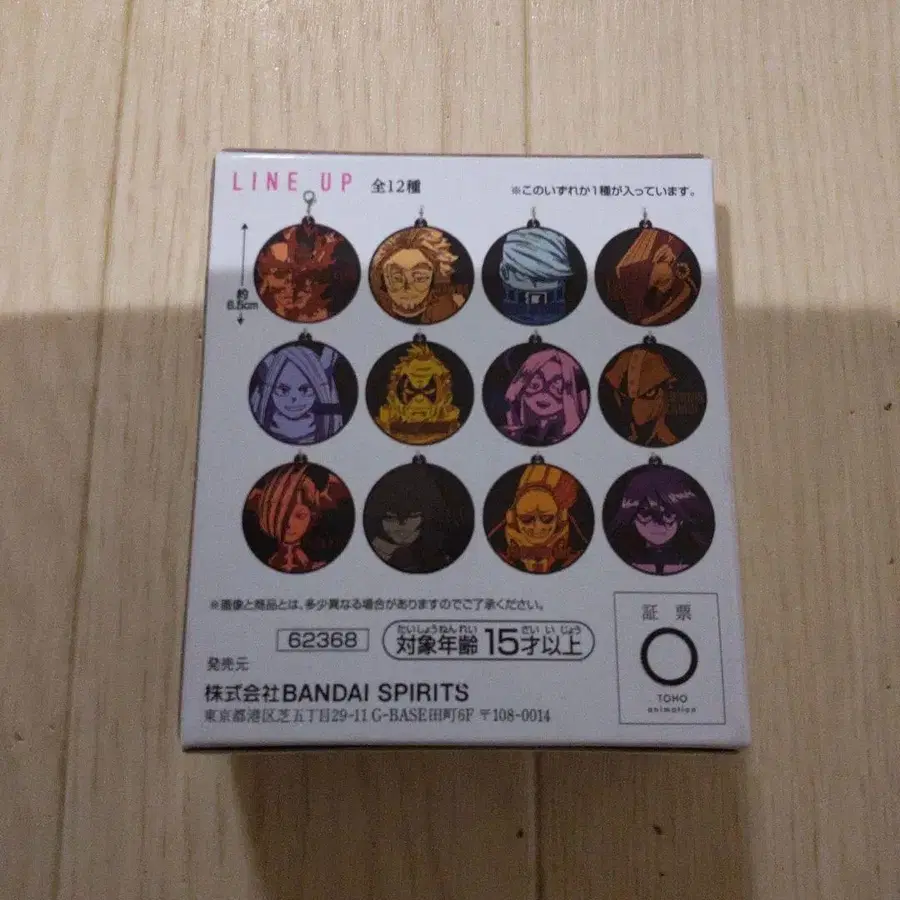 LINE UP 全12種
※このいずれか1種が入っています。
約
6.5cm
※画像と商品とは、多少異なる場合がありますのでご了承ください。
62368
たいしょうねんれい さい いじょう
対象年齢 15才以上
発売元
株式会社BANDAI SPIRITS
東京都港区芝五丁目29-11 G-BASE田町6F 〒108-0014
証票
TOHO
animation